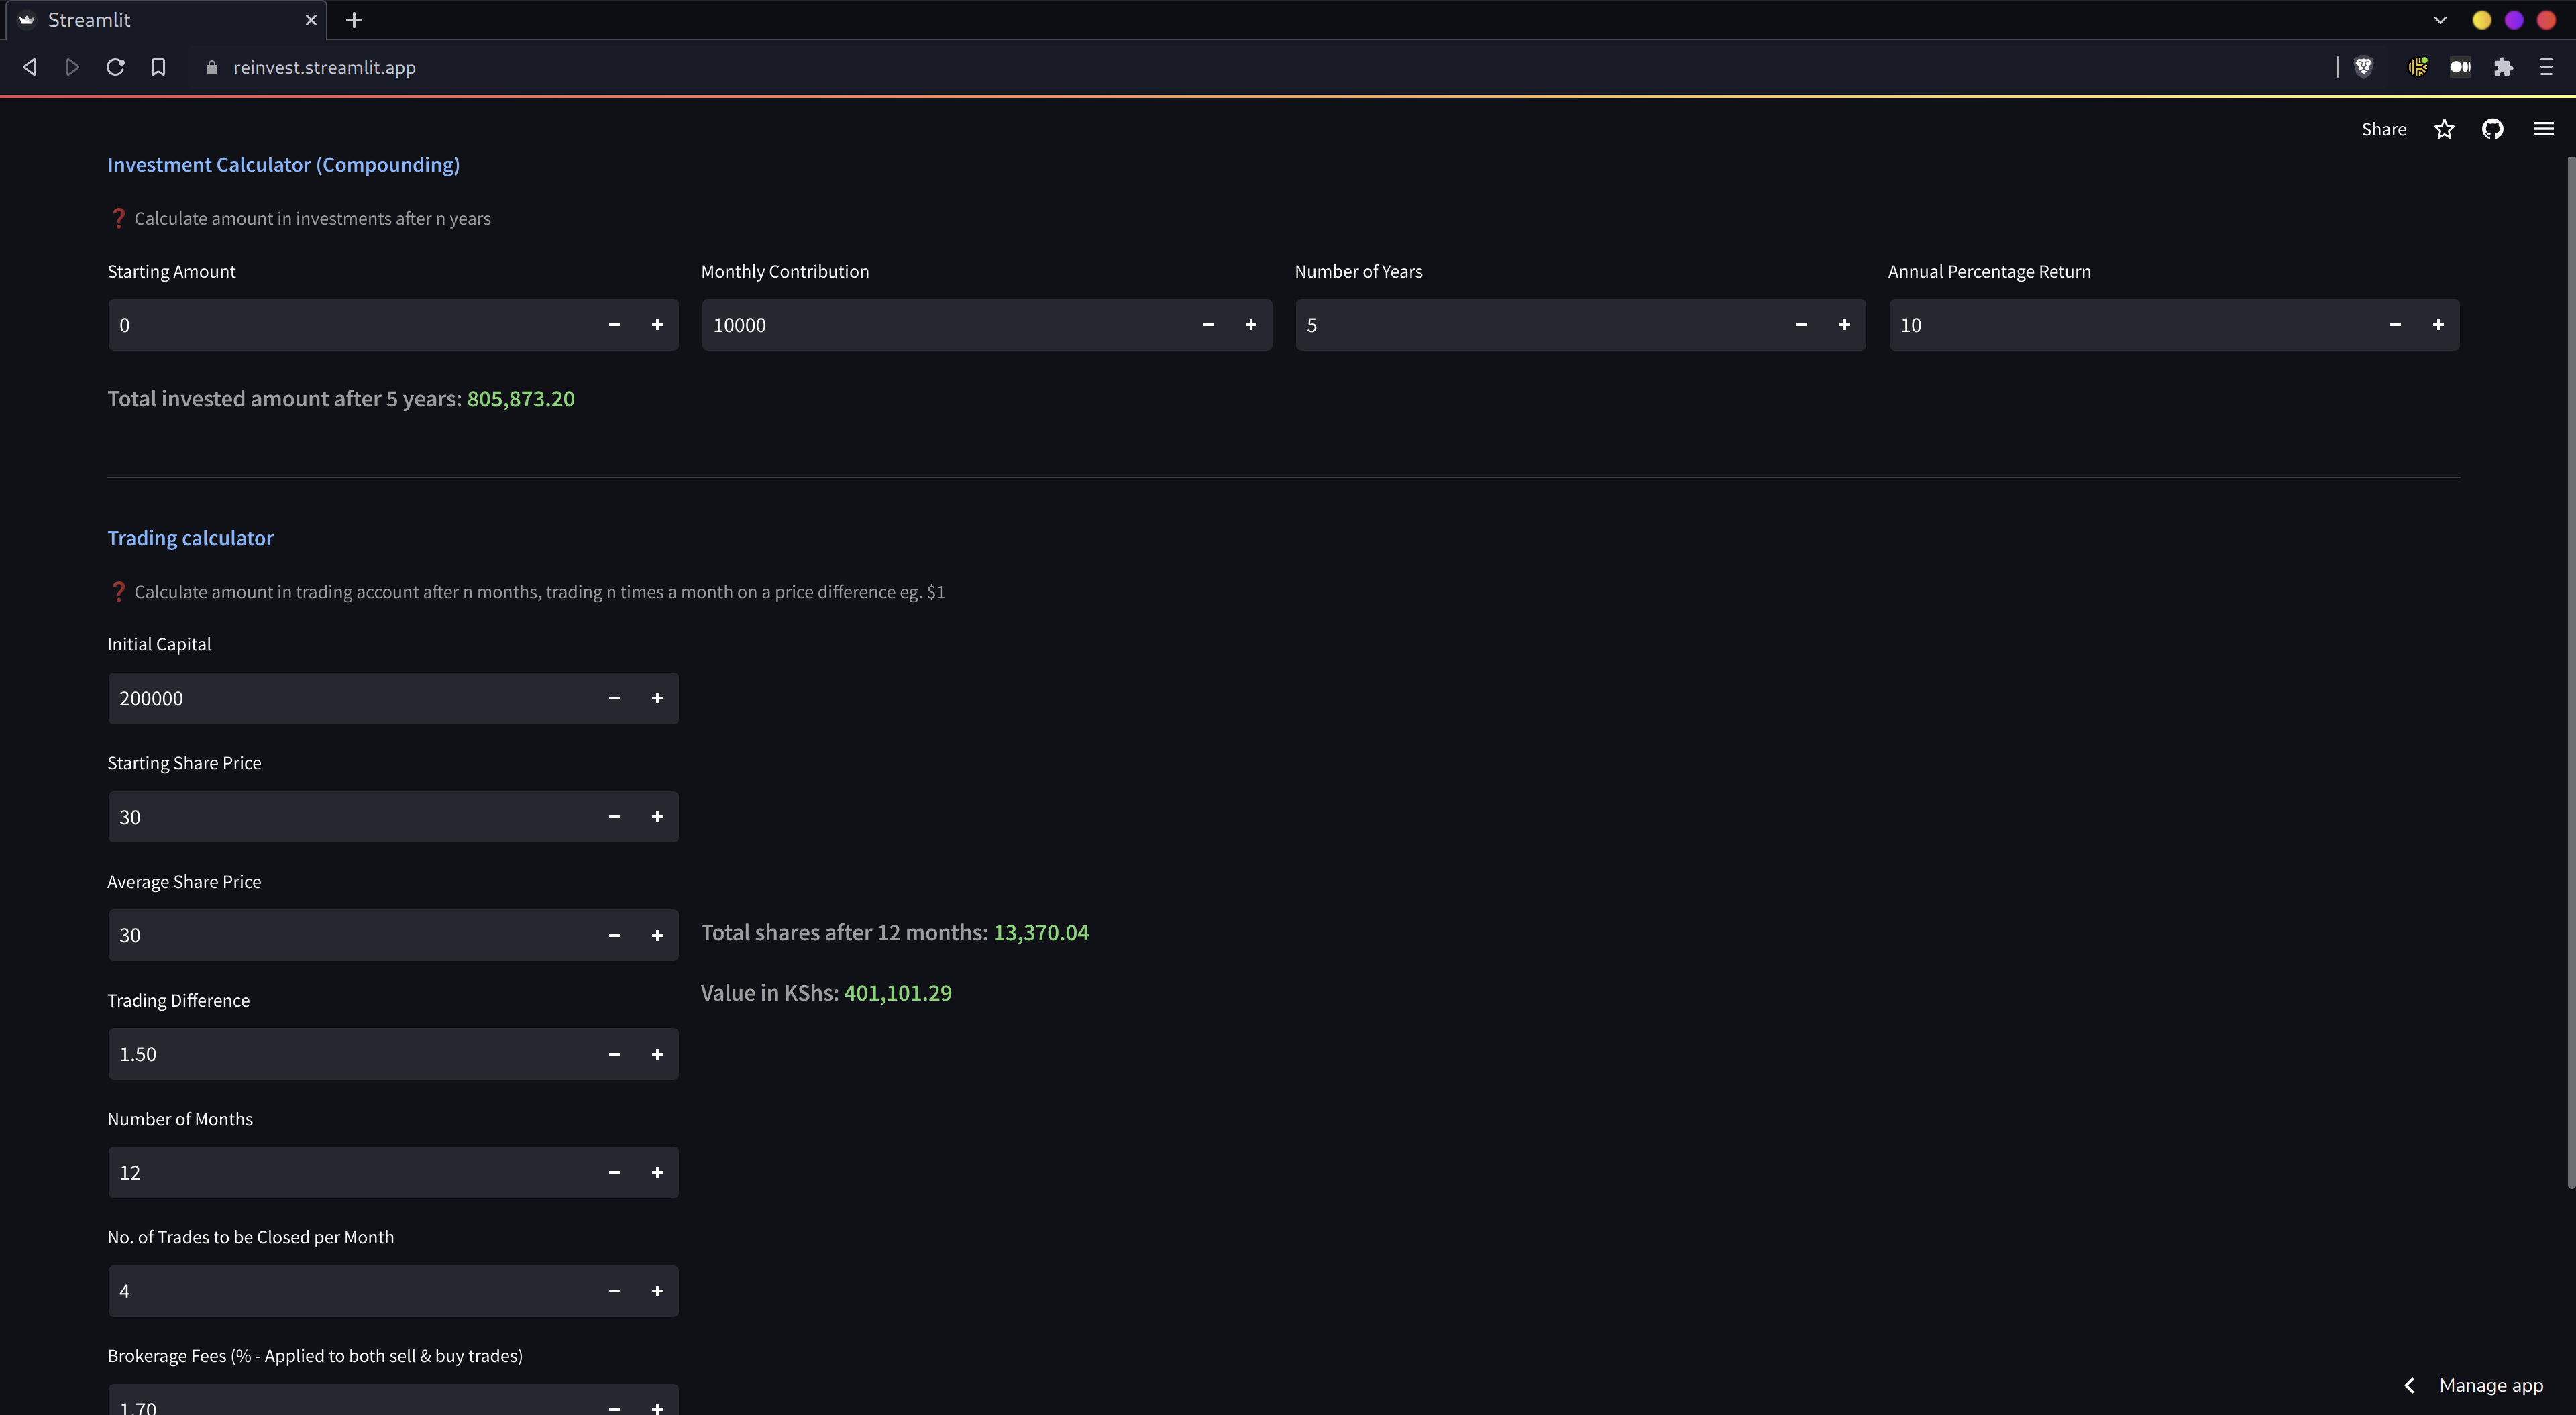 Streamlit
reinvest.streamlit.app
Share
Investment Calculator (Compounding)
❓ Calculate amount in investments after n years
Starting Amount
Monthly Contribution
Number of Years
Annual Percentage Return
0
10000
5
10
Total invested amount after 5 years: 805,873.20
Trading calculator
❓ Calculate amount in trading account after n months, trading n times a month on a price difference eg. $1
Initial Capital
200000
Starting Share Price
30
Average Share Price
30
Total shares after 12 months: 13,370.04
Value in KShs: 401,101.29
Trading Difference
1.50
Number of Months
12
No. of Trades to be Closed per Month
4
Brokerage Fees (% - Applied to both sell & buy trades)
1.70
Manage app